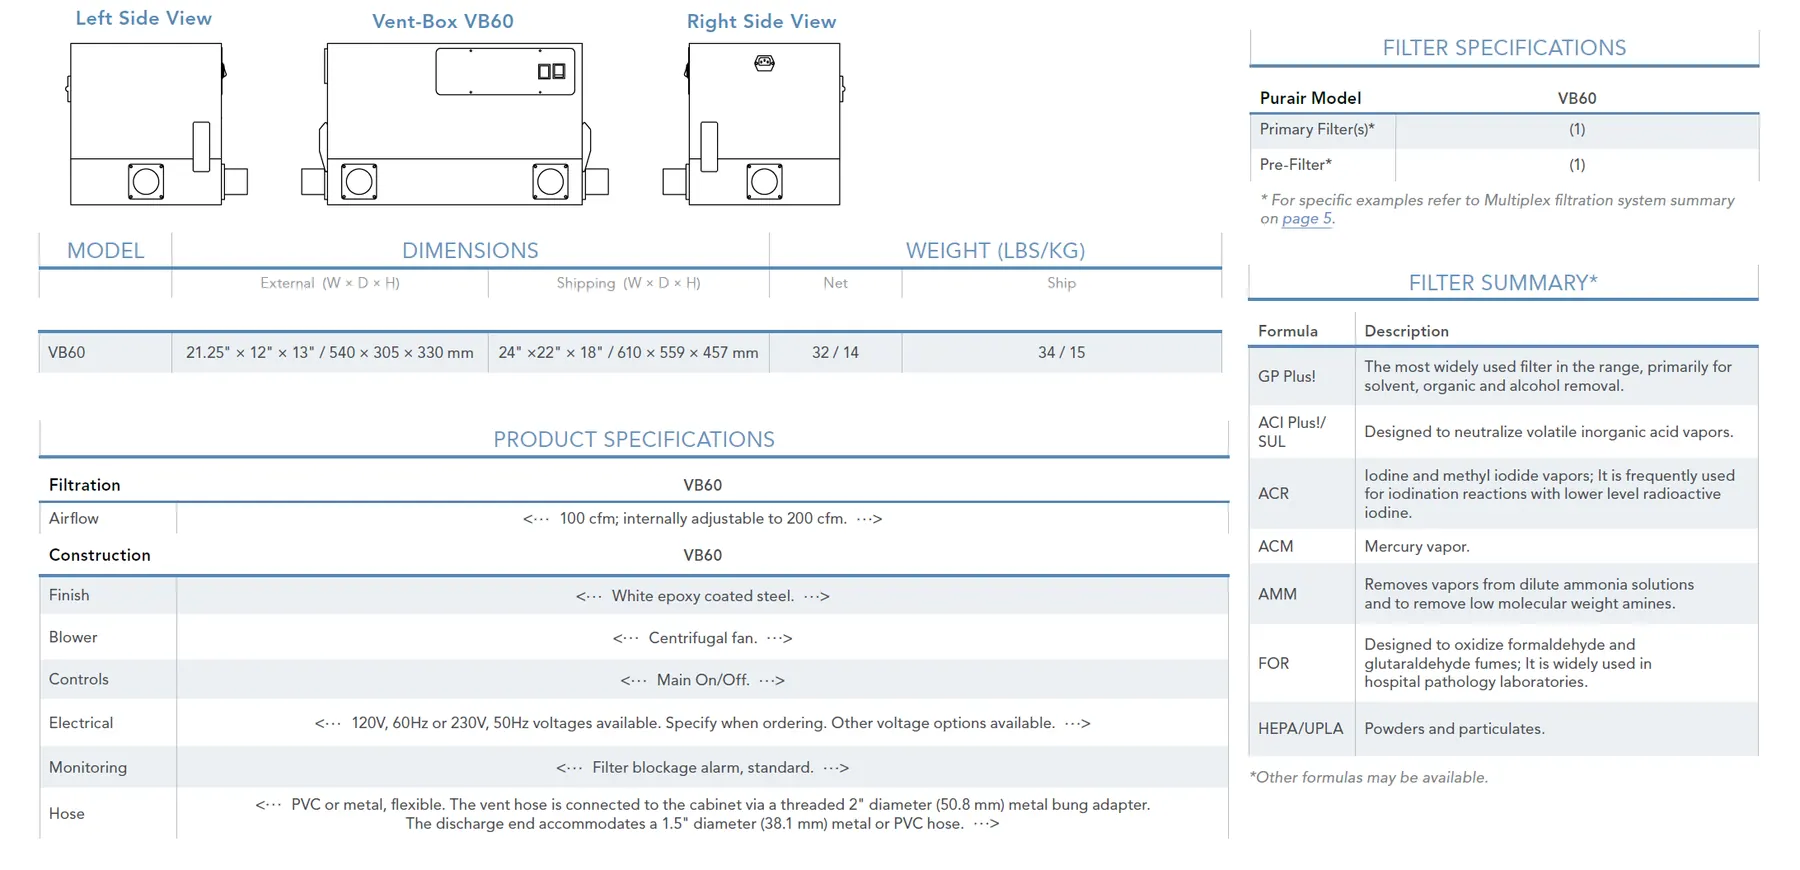 Left Side View
Vent-Box VB60
Right Side View
MODEL
DIMENSIONS
WEIGHT (LBS/KG)
External (W × D × H)
Shipping (W × D × H)
Net
Ship
VB60
21.25" × 12" × 13" / 540 × 305 × 330 mm
24" ×22" × 18" / 610 × 559 × 457 mm
32 / 14
34 / 15
PRODUCT SPECIFICATIONS
Filtration
VB60
Airflow
<··· 100 cfm; internally adjustable to 200 cfm. ···>
Construction
VB60
Finish
<··· White epoxy coated steel. ···>
Blower
<··· Centrifugal fan. ···>
Controls
<··· Main On/Off. ···>
Electrical
<··· 120V, 60Hz or 230V, 50Hz voltages available. Specify when ordering. Other voltage options available. ···>
Monitoring
<··· Filter blockage alarm, standard. ···>
Hose
<··· PVC or metal, flexible. The vent hose is connected to the cabinet via a threaded 2" diameter (50.8 mm) metal bung adapter.
The discharge end accommodates a 1.5" diameter (38.1 mm) metal or PVC hose. ···>
FILTER SPECIFICATIONS
Purair Model
VB60
Primary Filter(s)*
(1)
Pre-Filter*
(1)
* For specific examples refer to Multiplex filtration system summary
on page 5.
FILTER SUMMARY*
Formula
Description
GP Plus!
The most widely used filter in the range, primarily for
solvent, organic and alcohol removal.
ACI Plus!/
SUL
Designed to neutralize volatile inorganic acid vapors.
ACR
Iodine and methyl iodide vapors; It is frequently used
for iodination reactions with lower level radioactive
iodine.
ACM
Mercury vapor.
AMM
Removes vapors from dilute ammonia solutions
and to remove low molecular weight amines.
FOR
Designed to oxidize formaldehyde and
glutaraldehyde fumes; It is widely used in
hospital pathology laboratories.
HEPA/UPLA
Powders and particulates.
*Other formulas may be available.